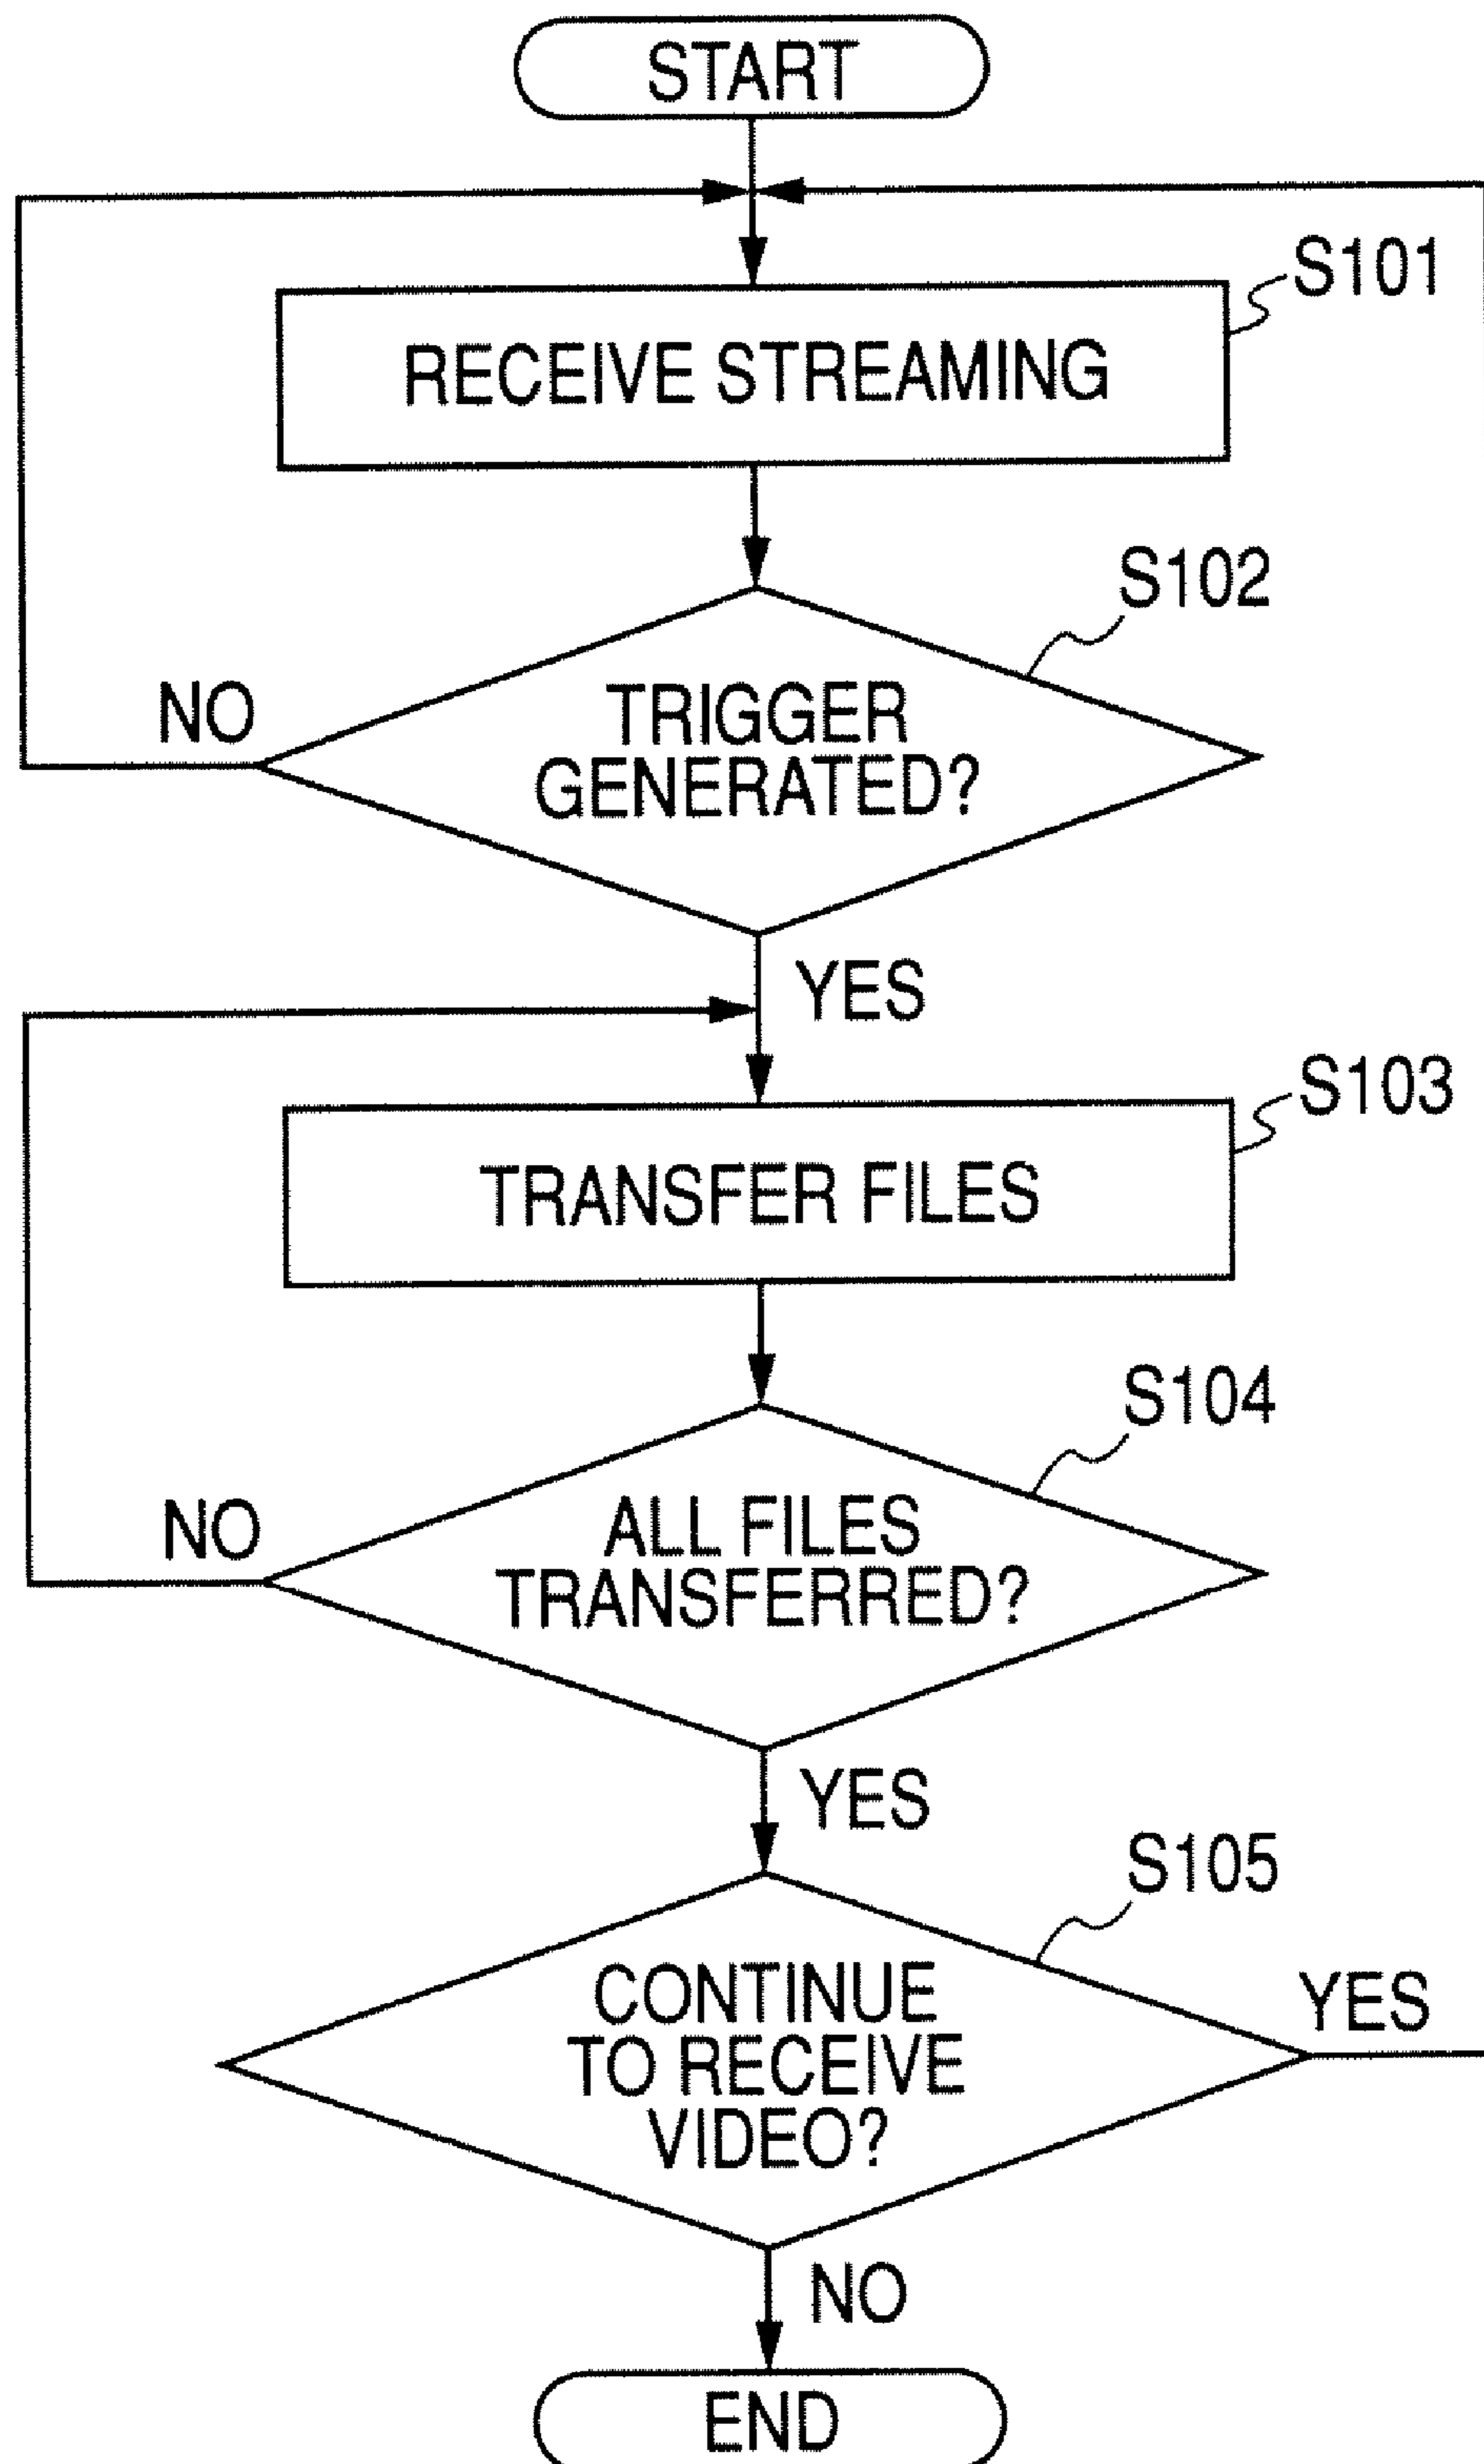 START
S101
RECEIVE STREAMING
S102
NO
TRIGGER
GENERATED?
YES
S103
TRANSFER FILES
S104
NO
ALL FILES
TRANSFERRED?
YES
S105
CONTINUE
TO RECEIVE
VIDEO?
YES
NO
END